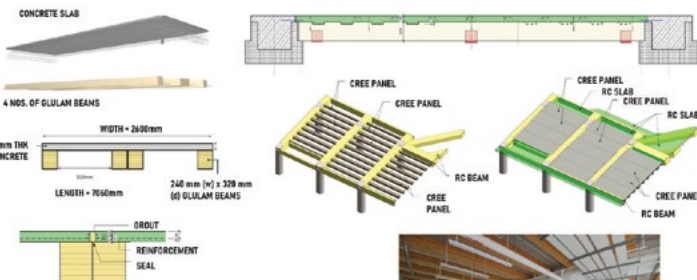 CONCRETE SLAB
4 NOS. OF GLULAM BEAMS
WIDTH = 2600mm
mm THK
CONCRETE
LENGTH = 7060mm
240 mm (w) x 320 mm
(d) GLULAM BEAMS
GROUT
REINFORCEMENT
SEAL
CREE PANEL
CREE PANEL
RC BEAM
CREE
PANEL
CREE PANEL
RC SLAB
CREE PANEL
RC SLAB
CREE PANEL
RC BEAM